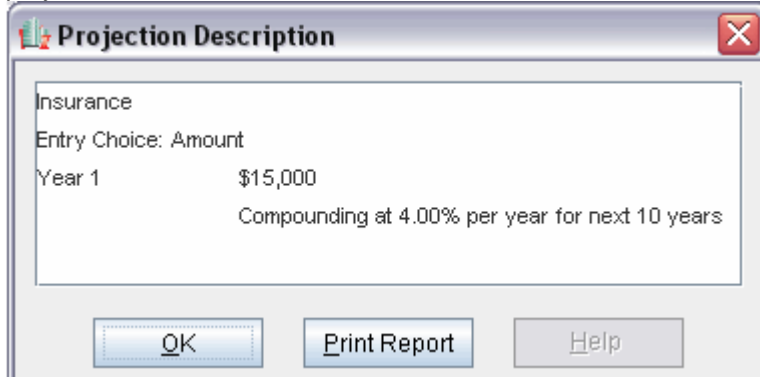 Projection Description
Insurance
Entry Choice: Amount
Year 1 $15,000
Compounding at 4.00% per year for next 10 years
OK Print Report Help